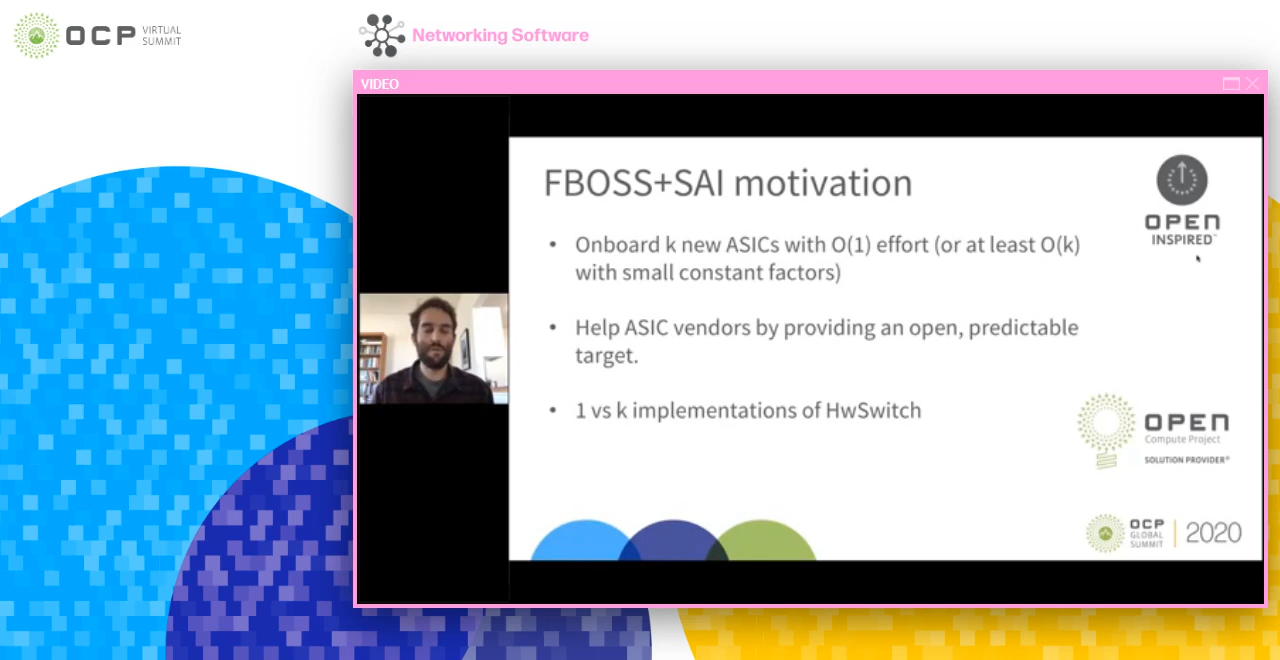 OCP VIRTUAL
SUMMIT
Networking Software
VIDEO
FBOSS+SAI motivation
OPEN
INSPIRED™
• Onboard k new ASICs with O(1) effort (or at least O(k)
with small constant factors)
• Help ASIC vendors by providing an open, predictable
target.
• 1 vs k implementations of HwSwitch
OPEN
Compute Project
SOLUTION PROVIDER®
OCP
GLOBAL
SUMMIT
2020